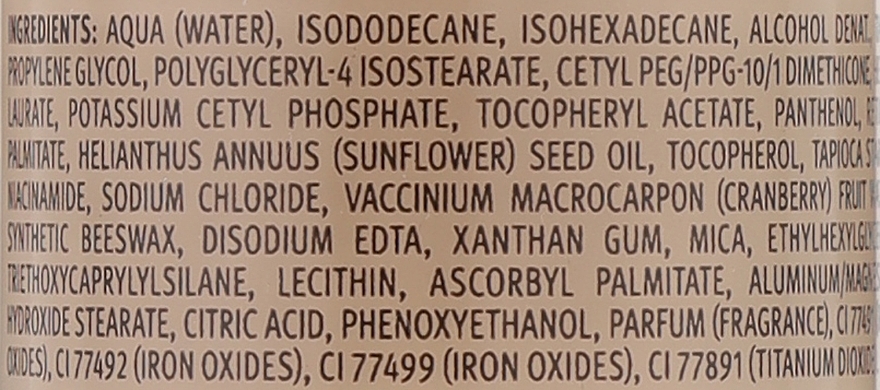 INGREDIENTS: AQUA (WATER), ISODODECANE, ISOHEXADECANE, ALCOHOL DENAT.
PROPYLENE GLYCOL, POLYGLYCERYL-4 ISOSTEARATE, CETYL PEG/PPG-10/1 DIMETHICONE,
LAURATE, POTASSIUM CETYL PHOSPHATE, TOCOPHERYL ACETATE, PANTHENOL,
PALMITATE, HELIANTHUS ANNUUS (SUNFLOWER) SEED OIL, TOCOPHEROL, TAPIOCA
NIACINAMIDE, SODIUM CHLORIDE, VACCINIUM MACROCARPON (CRANBERRY) FRUIT
SYNTHETIC BEESWAX, DISODIUM EDTA, XANTHAN GUM, MICA,
TRIETHOXYCAPRYLYLSILANE, LECITHIN, ASCORBYL PALMITATE,
HYDROXIDE STEARATE, CITRIC ACID, PHENOXYETHANOL, PARFUM (FRAGRANCE), CI
OXIDES), CI 77492 (IRON OXIDES), CI 77499 (IRON OXIDES), CI 77891 (TITANIUM